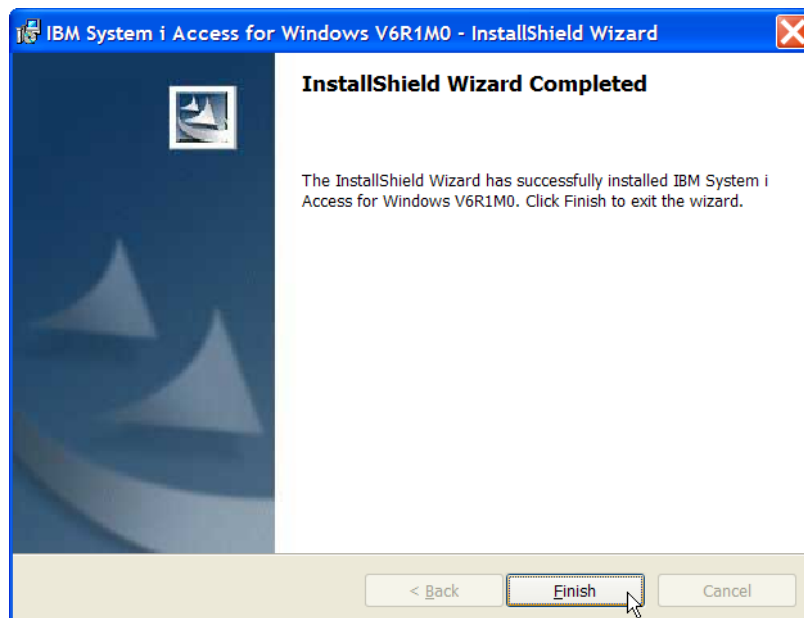 IBM System i Access for Windows V6R1M0 - InstallShield Wizard
InstallShield Wizard Completed
The InstallShield Wizard has successfully installed IBM System i
Access for Windows V6R1M0. Click Finish to exit the wizard.
< Back
Finish
Cancel